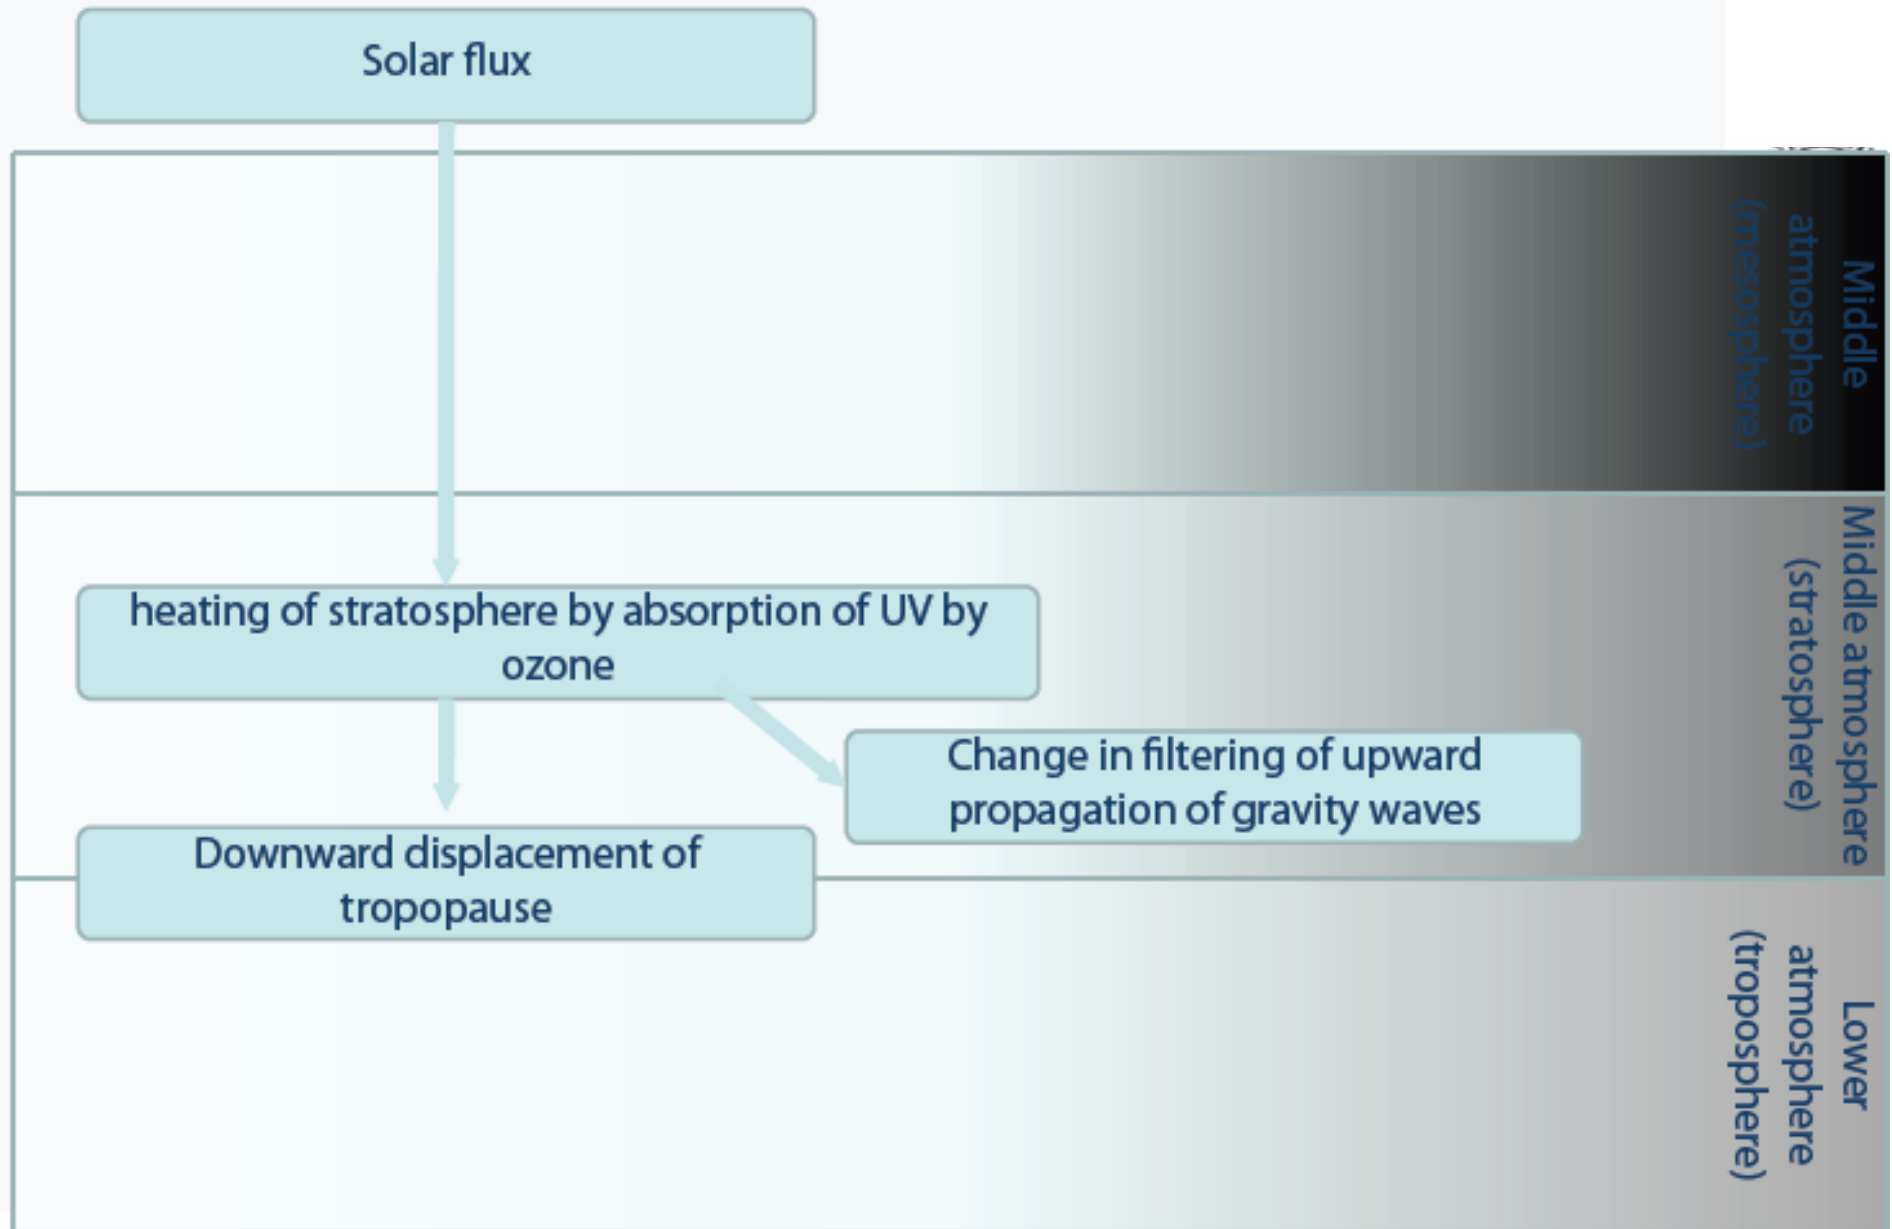 Solar flux
Middle
atmosphere
(mesosphere)
heating of stratosphere by absorption of UV by
ozone
Change in filtering of upward
propagation of gravity waves
Middle atmosphere
(stratosphere)
Downward displacement of
tropopause
Lower
atmosphere
(troposphere)